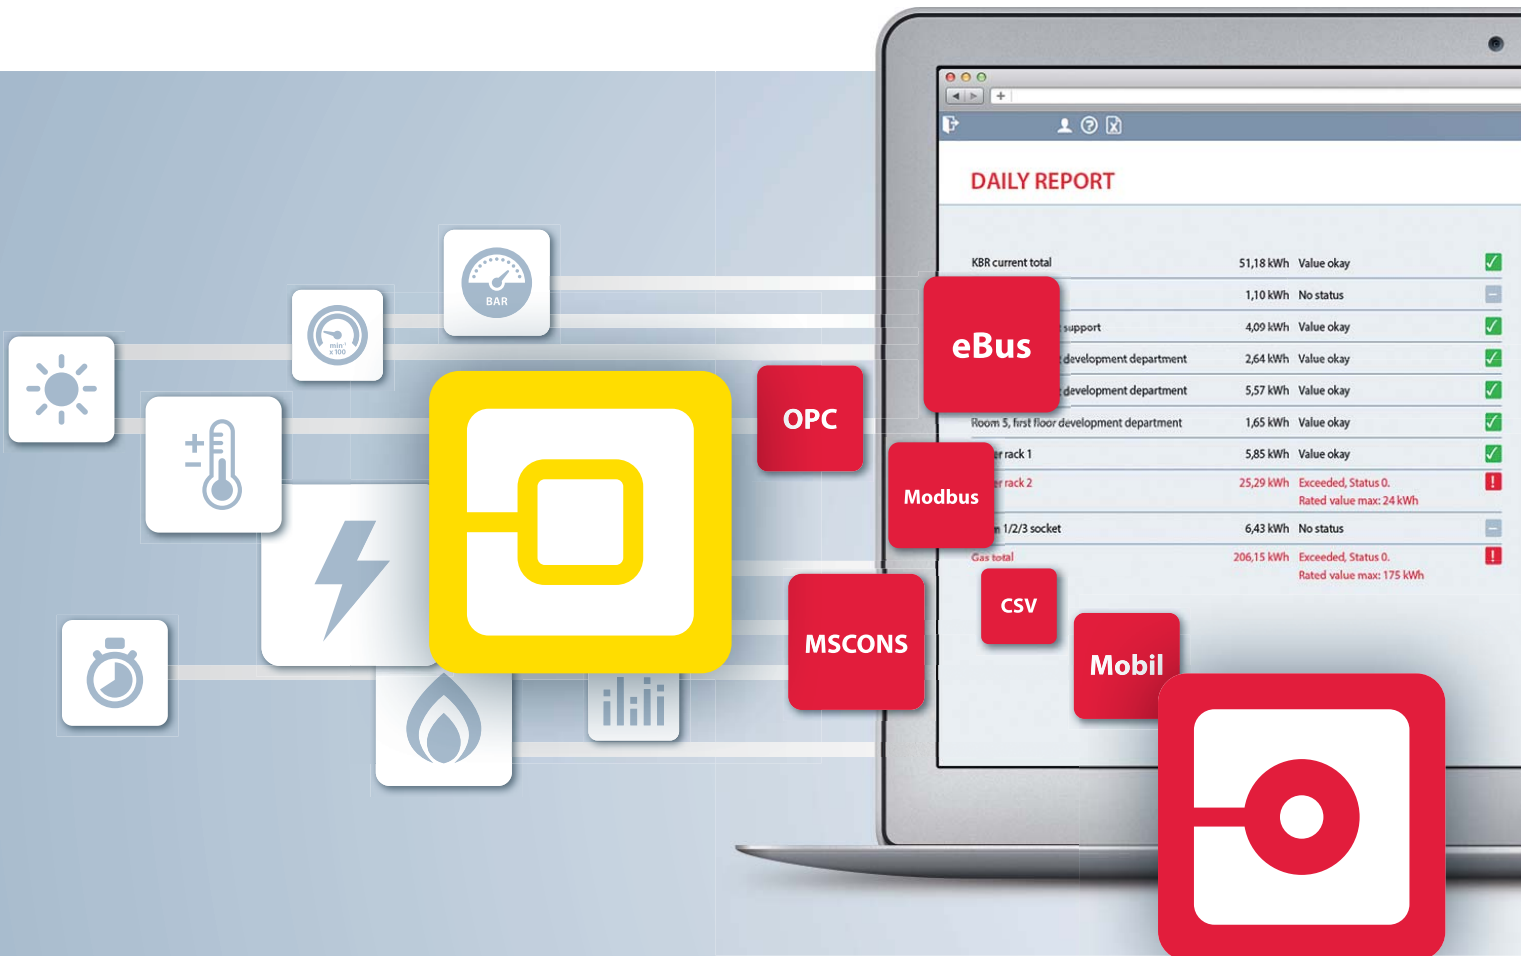 DAILY REPORT
KBR current total 51,18 kWh Value okay
1,10 kWh No status
support 4,09 kWh Value okay
development department 2,64 kWh Value okay
development department 5,57 kWh Value okay
Room 5, first floor development department 1,65 kWh Value okay
rack 1 5,85 kWh Value okay
rack 2 25,29 kWh Exceeded, Status 0.
Rated value max: 24 kWh
1/2/3 socket 6,43 kWh No status
Gas total 206,15 kWh Exceeded, Status 0.
Rated value max: 175 kWh
BAR
min⁻¹
x 100
eBus
OPC
Modbus
CSV
MSCONS
Mobil